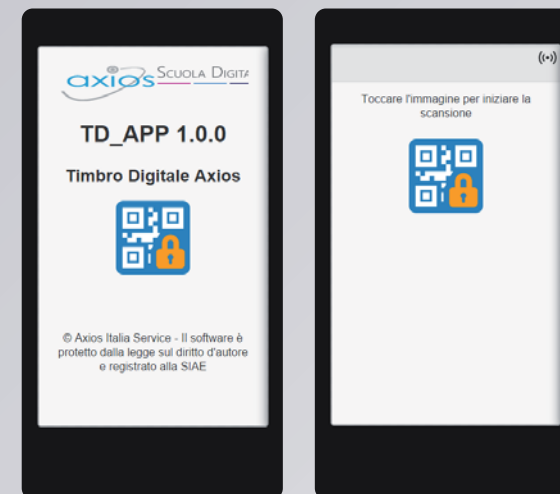 axios SCUOLA DIGITA
TD_APP 1.0.0
Timbro Digitale Axios
© Axios Italia Service - Il software è
protetto dalla legge sul diritto d'autore
e registrato alla SIAE
Toccare l'immagine per iniziare la
scansione